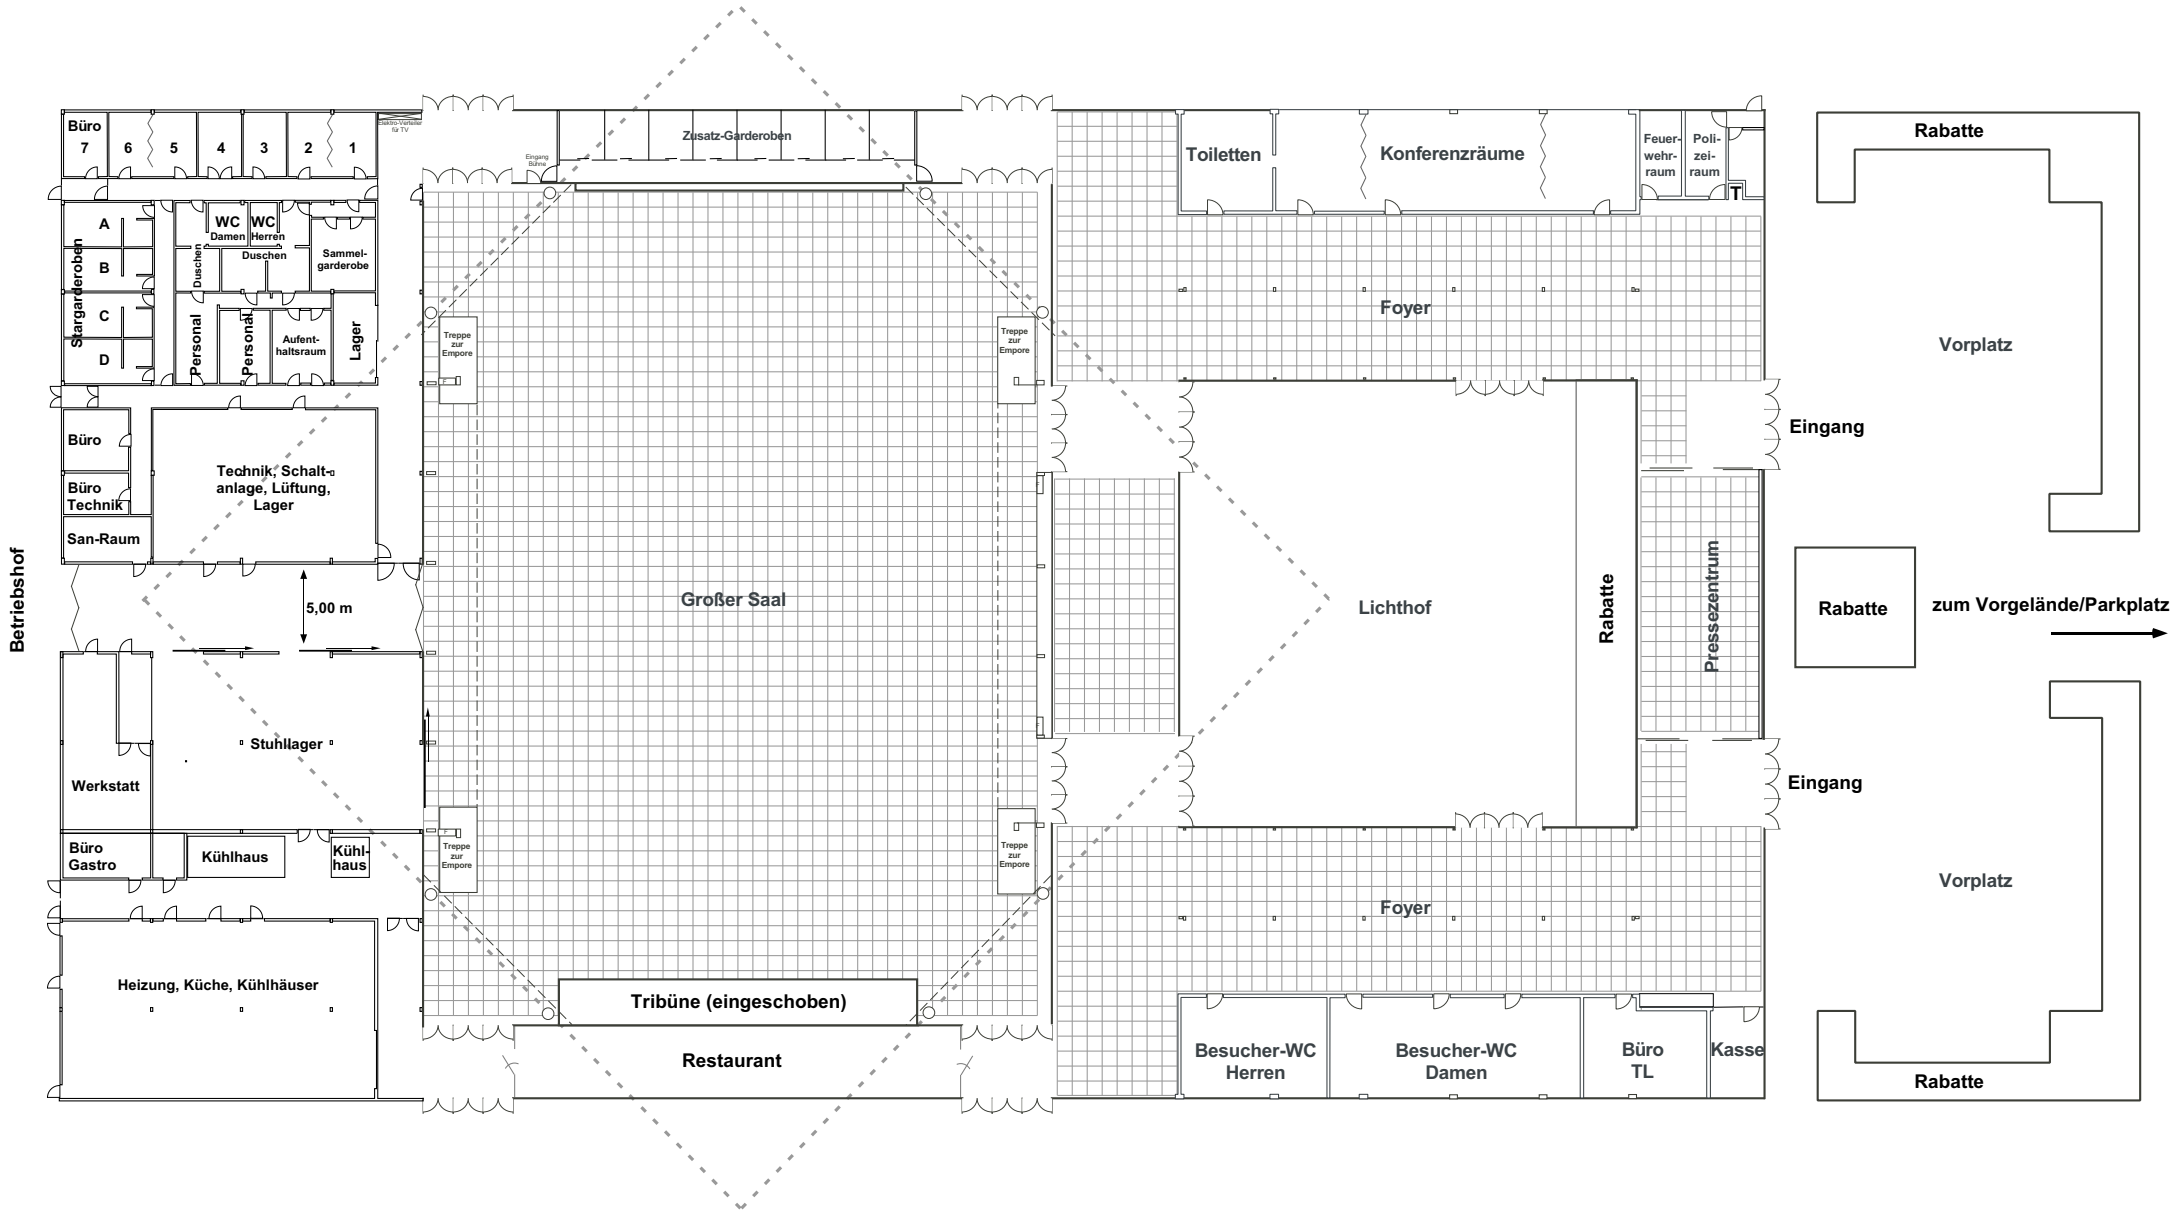 Rabatte
Büro
7
6
5
4
3
2
1
Elektro-Verteiler
für TV
Eingang
Bühne
Zusatz-Garderoben
Toiletten
Konferenzräume
Feuer-
wehr-
raum
Poli-
zei-
raum
T
Stargarderoben
A
B
C
D
WC
Damen
WC
Herren
Duschen
Duschen
Sammel-
garderobe
Personal
Personal
Aufent-
haltsraum
Lager
Treppe
zur
Empore
F
Treppe
zur
Empore
Foyer
Vorplatz
Eingang
Büro
Büro
Technik
San-Raum
Technik, Schalt-
anlage, Lüftung,
Lager
F
Betriebshof
5,00 m
Großer Saal
Lichthof
Rabatte
Pressezentrum
Rabatte
zum Vorgelände/Parkplatz
F
Stuhllager
Werkstatt
Eingang
Büro
Gastro
Kühlhaus
Kühl-
haus
F
Treppe
zur
Empore
Treppe
zur
Empore
Foyer
Vorplatz
Heizung, Küche, Kühlhäuser
Tribüne (eingeschoben)
Restaurant
Besucher-WC
Herren
Besucher-WC
Damen
Büro
TL
Kasse
Rabatte